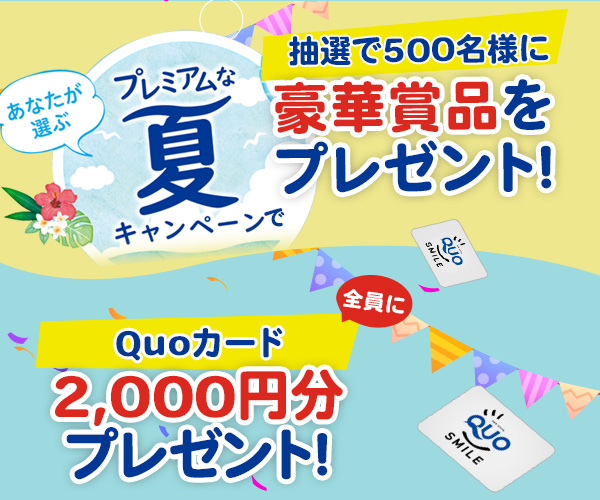 あなたが
選ぶ
プレミアムな
夏
キャンペーンで
抽選で500名様に
豪華賞品を
プレゼント!
QUO
SMILE
全員に
Quoカード
2,000円分
プレゼント!
QUO
SMILE